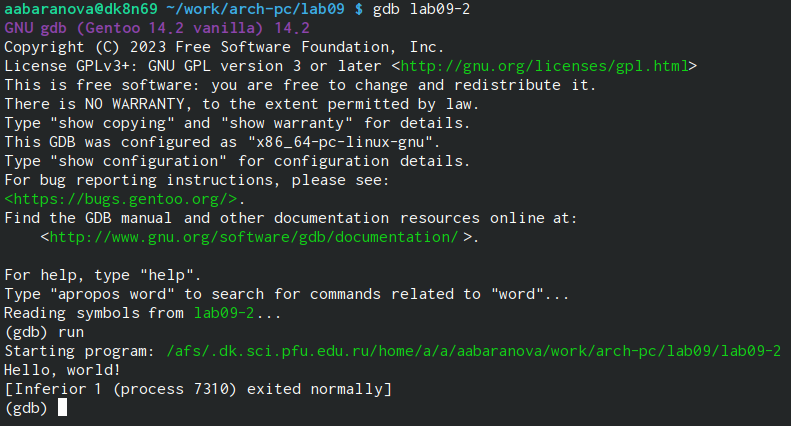 aabaranova@dk8n69 ~/work/arch-pc/lab09 $ gdb lab09-2
GNU gdb (Gentoo 14.2 vanilla) 14.2
Copyright (C) 2023 Free Software Foundation, Inc.
License GPLv3+: GNU GPL version 3 or later <http://gnu.org/licenses/gpl.html>
This is free software: you are free to change and redistribute it.
There is NO WARRANTY, to the extent permitted by law.
Type "show copying" and "show warranty" for details.
This GDB was configured as "x86_64-pc-linux-gnu".
Type "show configuration" for configuration details.
For bug reporting instructions, please see:
<https://bugs.gentoo.org/>.
Find the GDB manual and other documentation resources online at:
    <http://www.gnu.org/software/gdb/documentation/>.

For help, type "help".
Type "apropos word" to search for commands related to "word"...
Reading symbols from lab09-2...
(gdb) run
Starting program: /afs/.dk.sci.pfu.edu.ru/home/a/a/aabaranova/work/arch-pc/lab09/lab09-2
Hello, world!
[Inferior 1 (process 7310) exited normally]
(gdb)